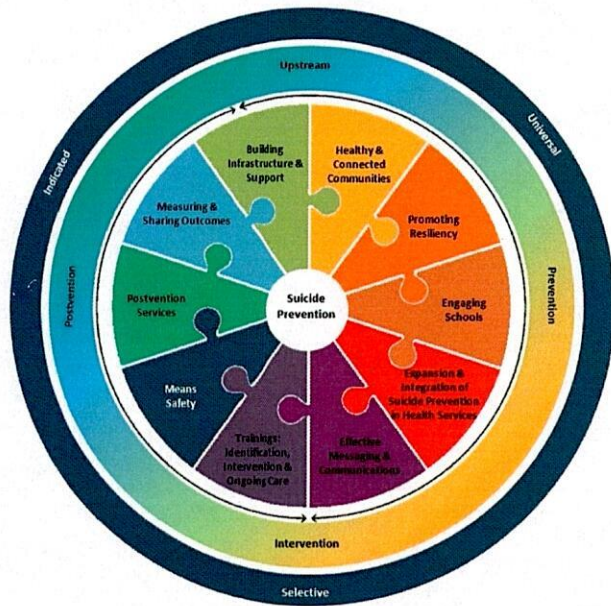 Upstream
Universal
Indicated
Prevention
Postvention
Intervention
Selective
Building
Infrastructure &
Support
Healthy &
Connected
Communities
Promoting
Resiliency
Engaging
Schools
Expansion &
Integration of
Suicide Prevention
in Health Services
Effective
Messaging &
Communications
Trainings:
Identification,
Intervention &
Ongoing Care
Means
Safety
Postvention
Services
Measuring &
Sharing Outcomes
Suicide
Prevention